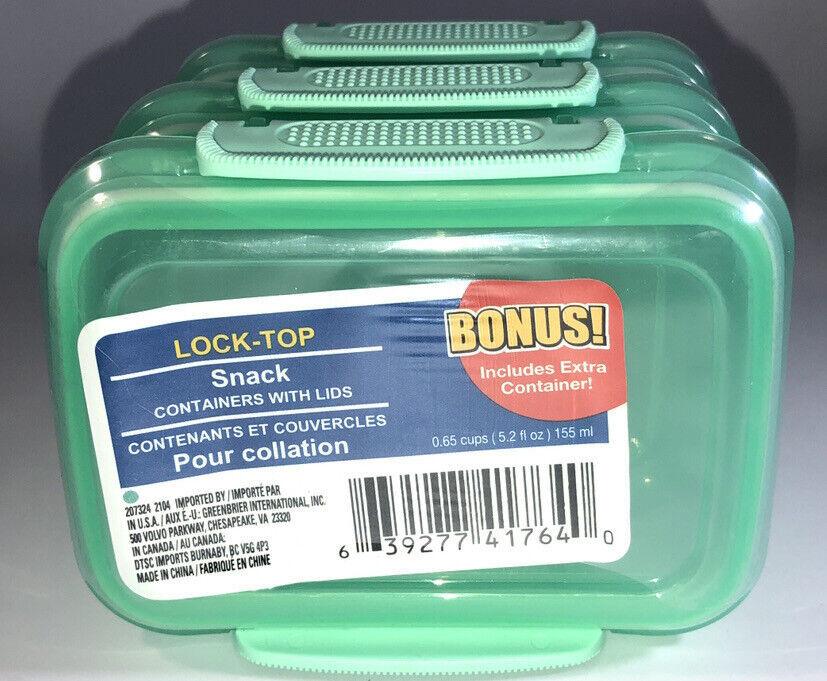 LOCK-TOP
Snack
CONTAINERS WITH LIDS
CONTENANTS ET COUVERCLES
Pour collation
BONUS!
Includes Extra
Container!
0.65 cups ( 5.2 fl oz ) 155 ml
207324 2104 IMPORTED BY / IMPORTÉ PAR
IN U.S.A. / AUX É.-U.: GREENBRIER INTERNATIONAL, INC.
500 VOLVO PARKWAY, CHESAPEAKE, VA 23320
IN CANADA / AU CANADA:
DTSC IMPORTS BURNABY, BC V5G 4P3
MADE IN CHINA / FABRIQUÉ EN CHINE
6 39277 41764 0